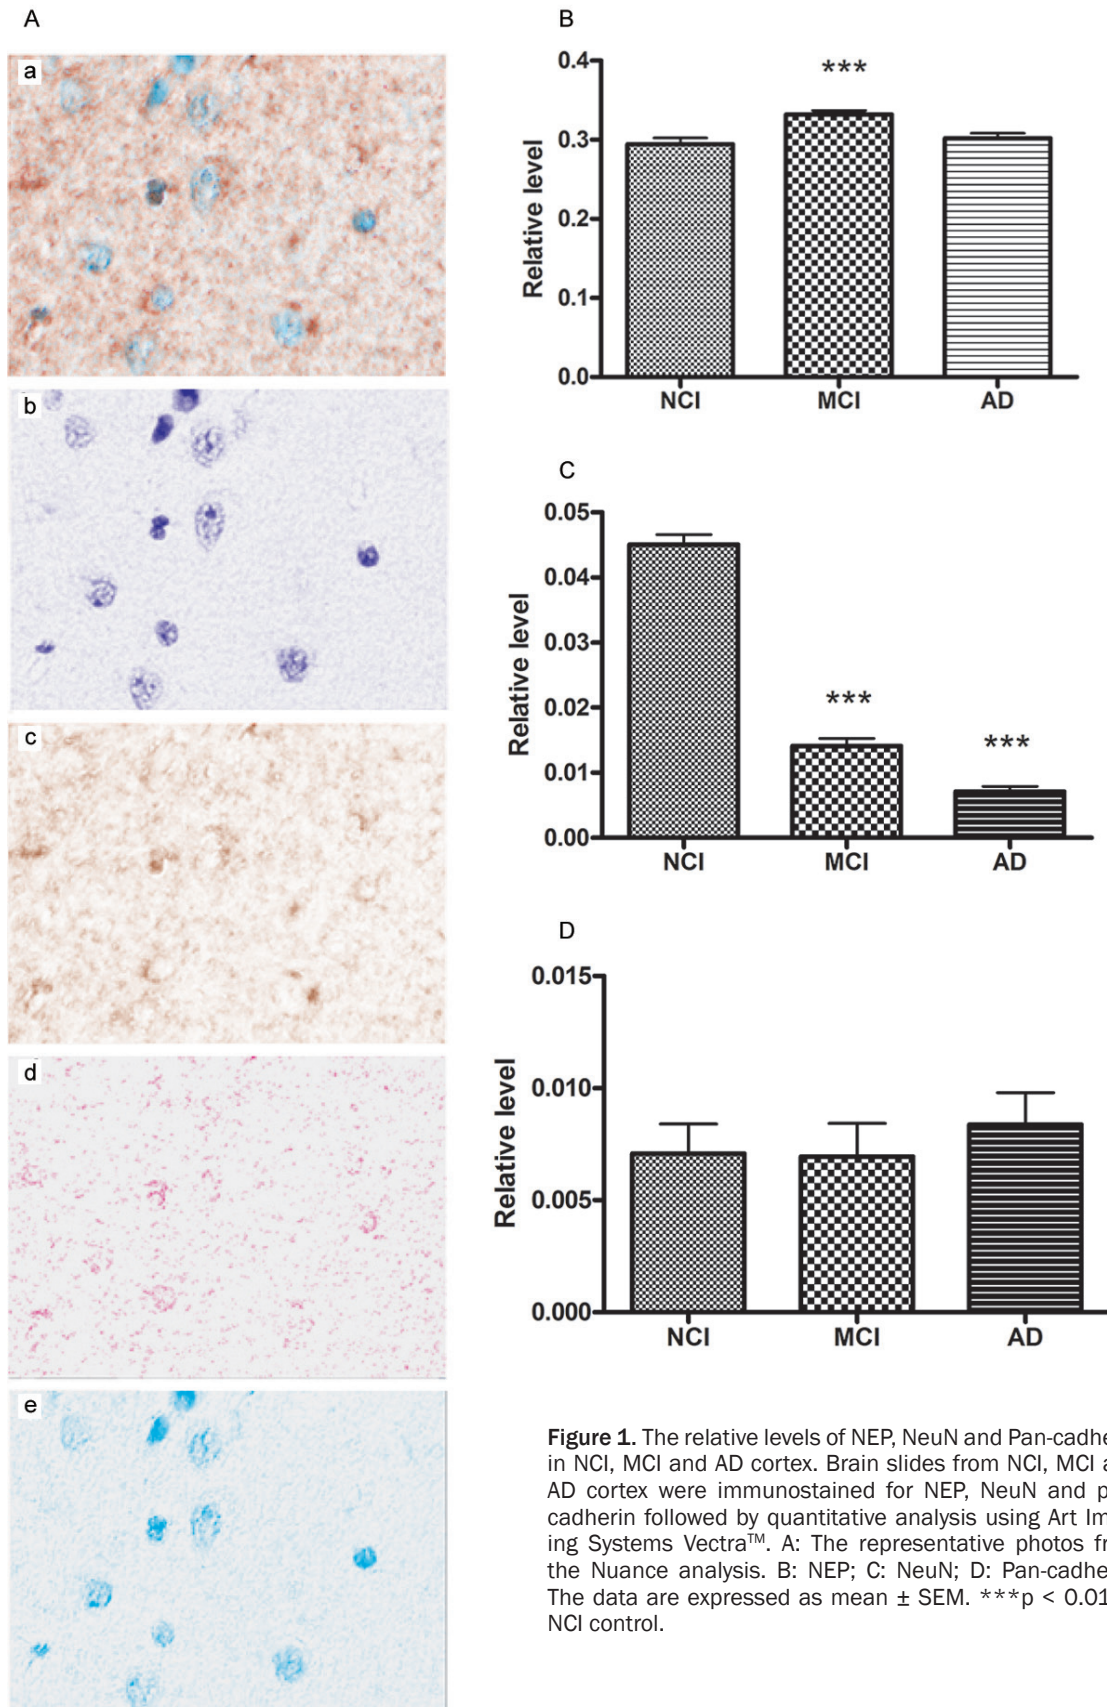 A
a
b
c
d
e
B
0.4
0.3
0.2
0.1
0.0
Relative level
***
NCI MCI AD
C
0.05
0.04
0.03
0.02
0.01
0.00
Relative level
***
***
NCI MCI AD
D
0.015
0.010
0.005
0.000
Relative level
NCI MCI AD
Figure 1. The relative levels of NEP, NeuN and Pan-cadhe
in NCI, MCI and AD cortex. Brain slides from NCI, MCI a
AD cortex were immunostained for NEP, NeuN and p
cadherin followed by quantitative analysis using Art Im
ing Systems Vectra™. A: The representative photos fr
the Nuance analysis. B: NEP; C: NeuN; D: Pan-cadhe
The data are expressed as mean ± SEM. ***p < 0.01
NCI control.